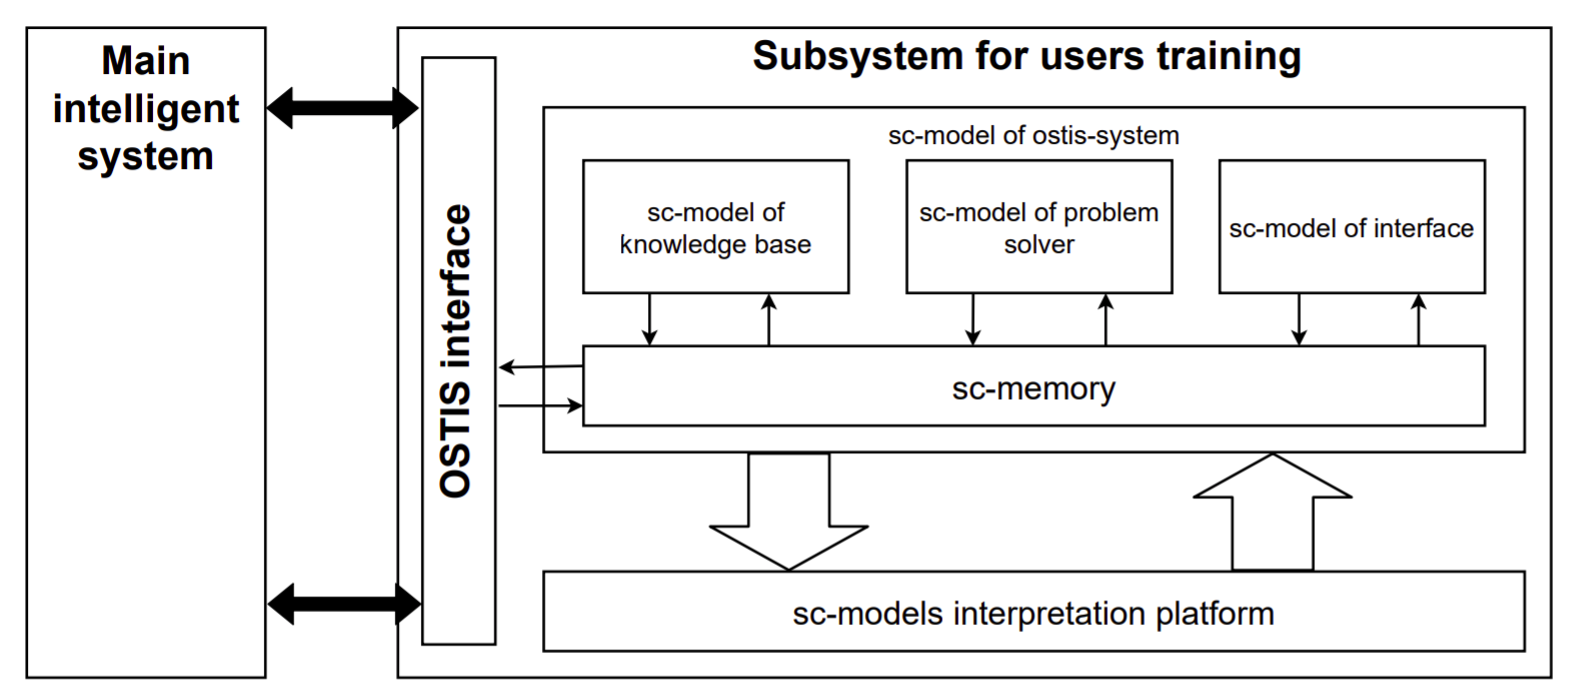 Main
intelligent
system
OSTIS interface
Subsystem for users training
sc-model of ostis-system
sc-model of
knowledge base
sc-model of problem
solver
sc-model of interface
sc-memory
sc-models interpretation platform